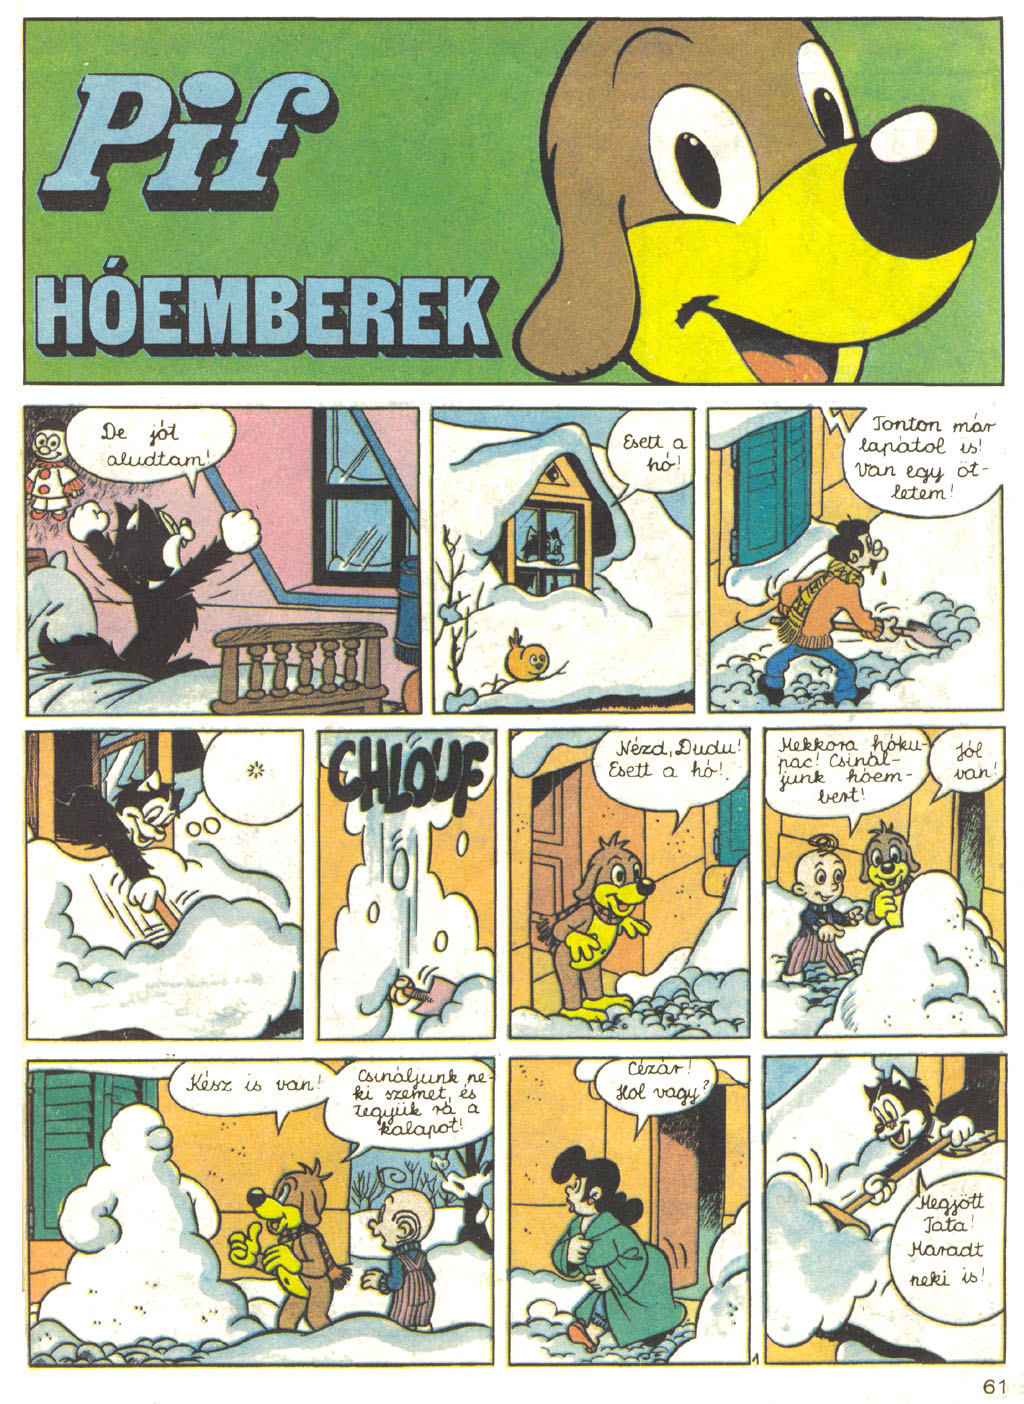 Pif
HÓEMBEREK
De jót
aludtam!
Esett a
hó!
Tonton már
lapátol is!
Van egy öt-
letem!
*
CHLOUF
Nézd, Dudu!
Esett a hó!
Mekkora hóku-
pac! Csinál-
junk hóem-
bert!
Jól
van!
Kész is van!
Csináljunk ne-
ki szemet, és
tegyük rá a
kalapot!
Cézár!
Hol vagy?
Megjött
Tata!
Maradt
neki is!
1
61